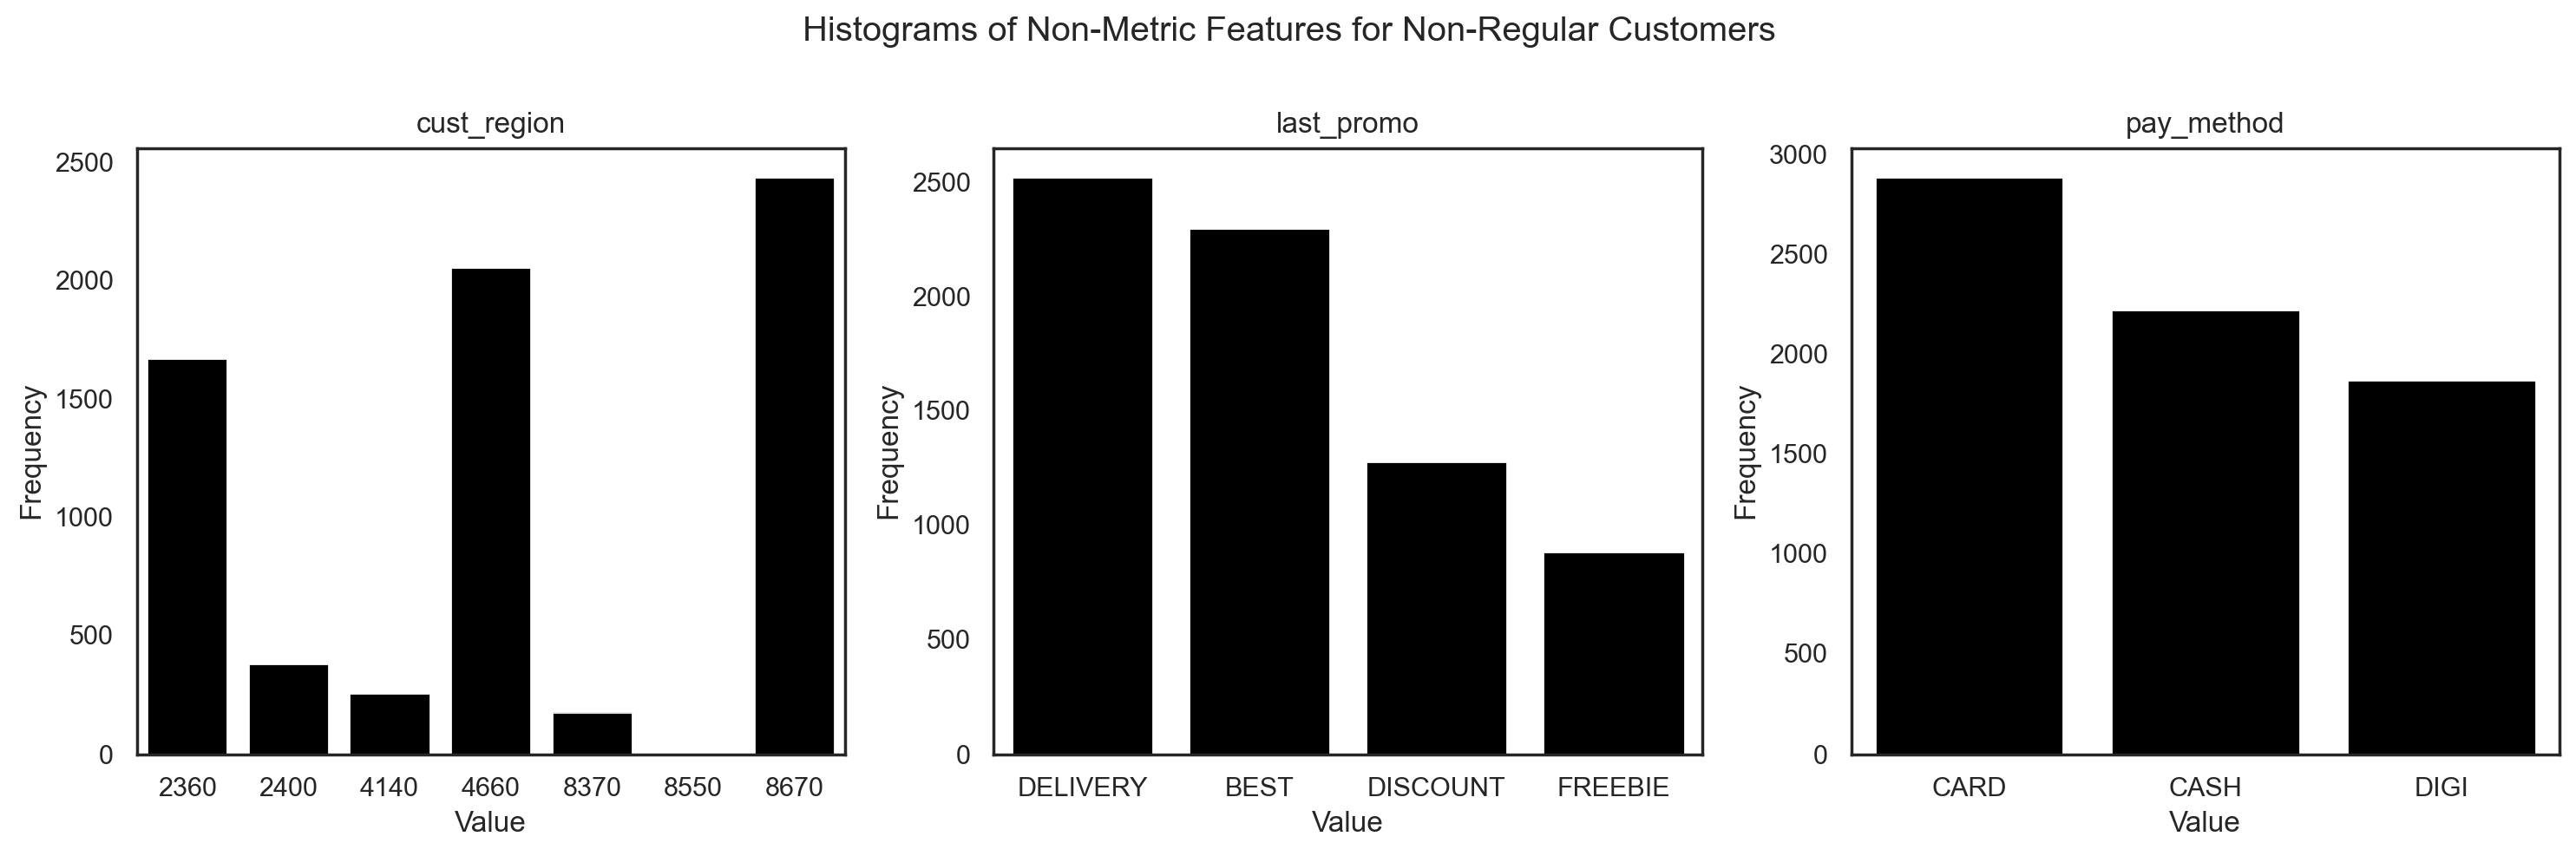 Histograms of Non-Metric Features for Non-Regular Customers
cust_region
2500
2000
1500
1000
500
0
Frequency
2360 2400 4140 4660 8370 8550 8670
Value
last_promo
2500
2000
1500
1000
500
0
Frequency
DELIVERY BEST DISCOUNT FREEBIE
Value
pay_method
3000
2500
2000
1500
1000
500
0
Frequency
CARD CASH DIGI
Value